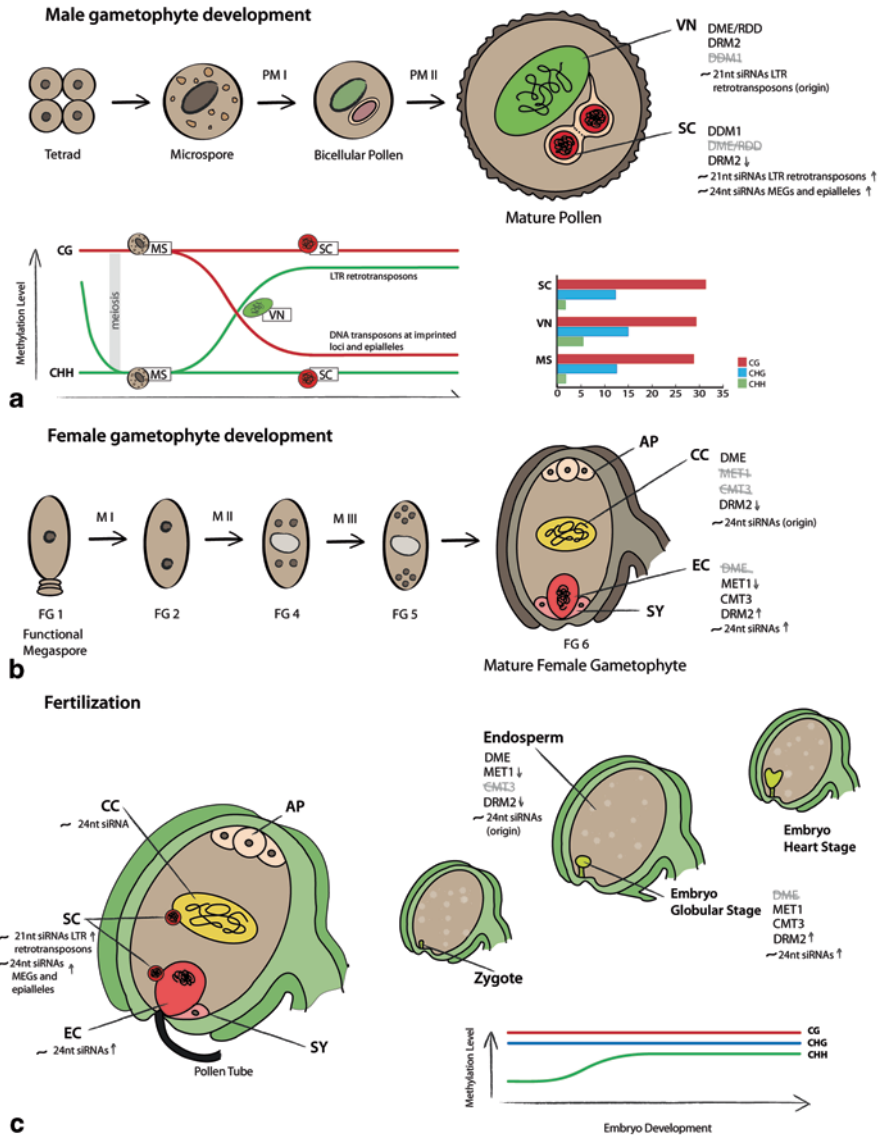 Male gametophyte development
Tetrad
Microspore
PM I
Bicellular Pollen
PM II
Mature Pollen
VN
DME/RDD
DRM2
DDM1
~ 21nt siRNAs LTR
retrotransposons (origin)
SC
DDM1
DME/RDD
DRM2 ↓
~ 21nt siRNAs LTR retrotransposons ↑
~ 24nt siRNAs MEGs and epialleles ↑
Methylation Level
CG
CHH
meiosis
MS
MS
SC
LTR retrotransposons
VN
DNA transposons at imprinted
loci and epialleles
SC
SC
VN
MS
0 5 10 15 20 25 30 35
CG
CHG
CHH
a
Female gametophyte development
FG 1
Functional
Megaspore
M I
FG 2
M II
FG 4
M III
FG 5
AP
CC
DME
MET1
CMT3
DRM2 ↓
~ 24nt siRNAs (origin)
EC
DME
MET1 ↓
CMT3
DRM2 ↑
~ 24nt siRNAs ↑
SY
FG 6
Mature Female Gametophyte
b
Fertilization
CC
~ 24nt siRNA
AP
SC
~ 21nt siRNAs LTR ↑
retrotransposons
~ 24nt siRNAs ↑
MEGs and
epialleles
EC
~ 24nt siRNAs ↑
SY
Pollen Tube
Zygote
Endosperm
DME
MET1 ↓
CMT3
DRM2 ↓
~ 24nt siRNAs
(origin)
Embryo
Globular Stage
DME
MET1
CMT3
DRM2 ↑
~ 24nt siRNAs ↑
Embryo
Heart Stage
Methylation Level
CG
CHG
CHH
Embryo Development
c